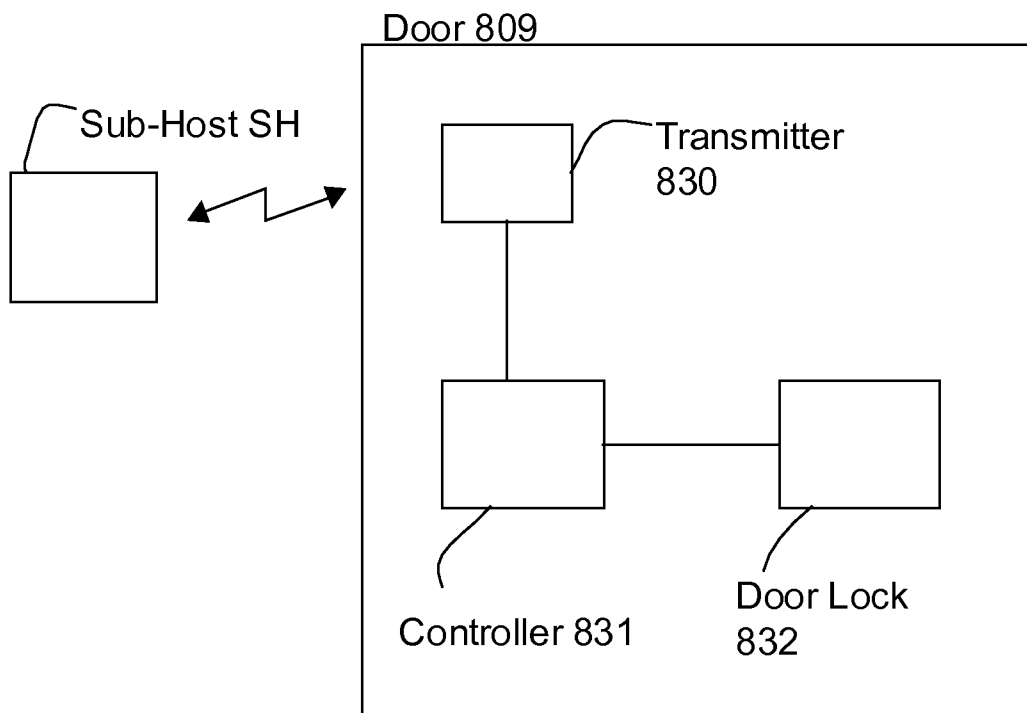 Door 809
Sub-Host SH
Transmitter
830
Controller 831
Door Lock
832